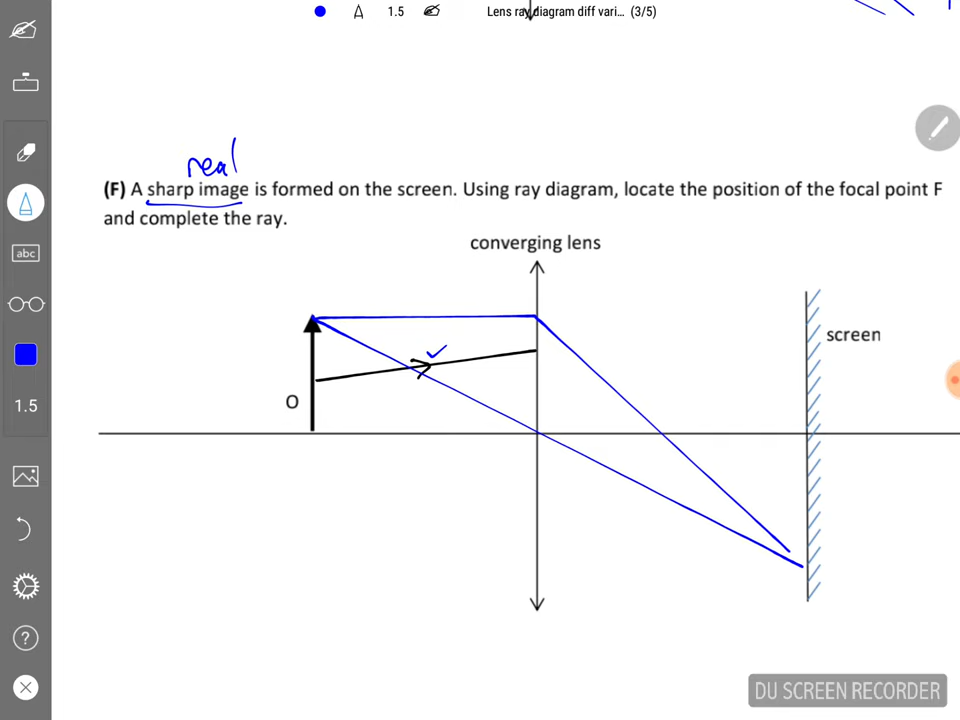 1.5 Lens ray diagram diff vari... (3/5)
real
(F) A sharp image is formed on the screen. Using ray diagram, locate the position of the focal point F
and complete the ray.
converging lens
abc
screen
O
1.5
?
DU SCREEN RECORDER